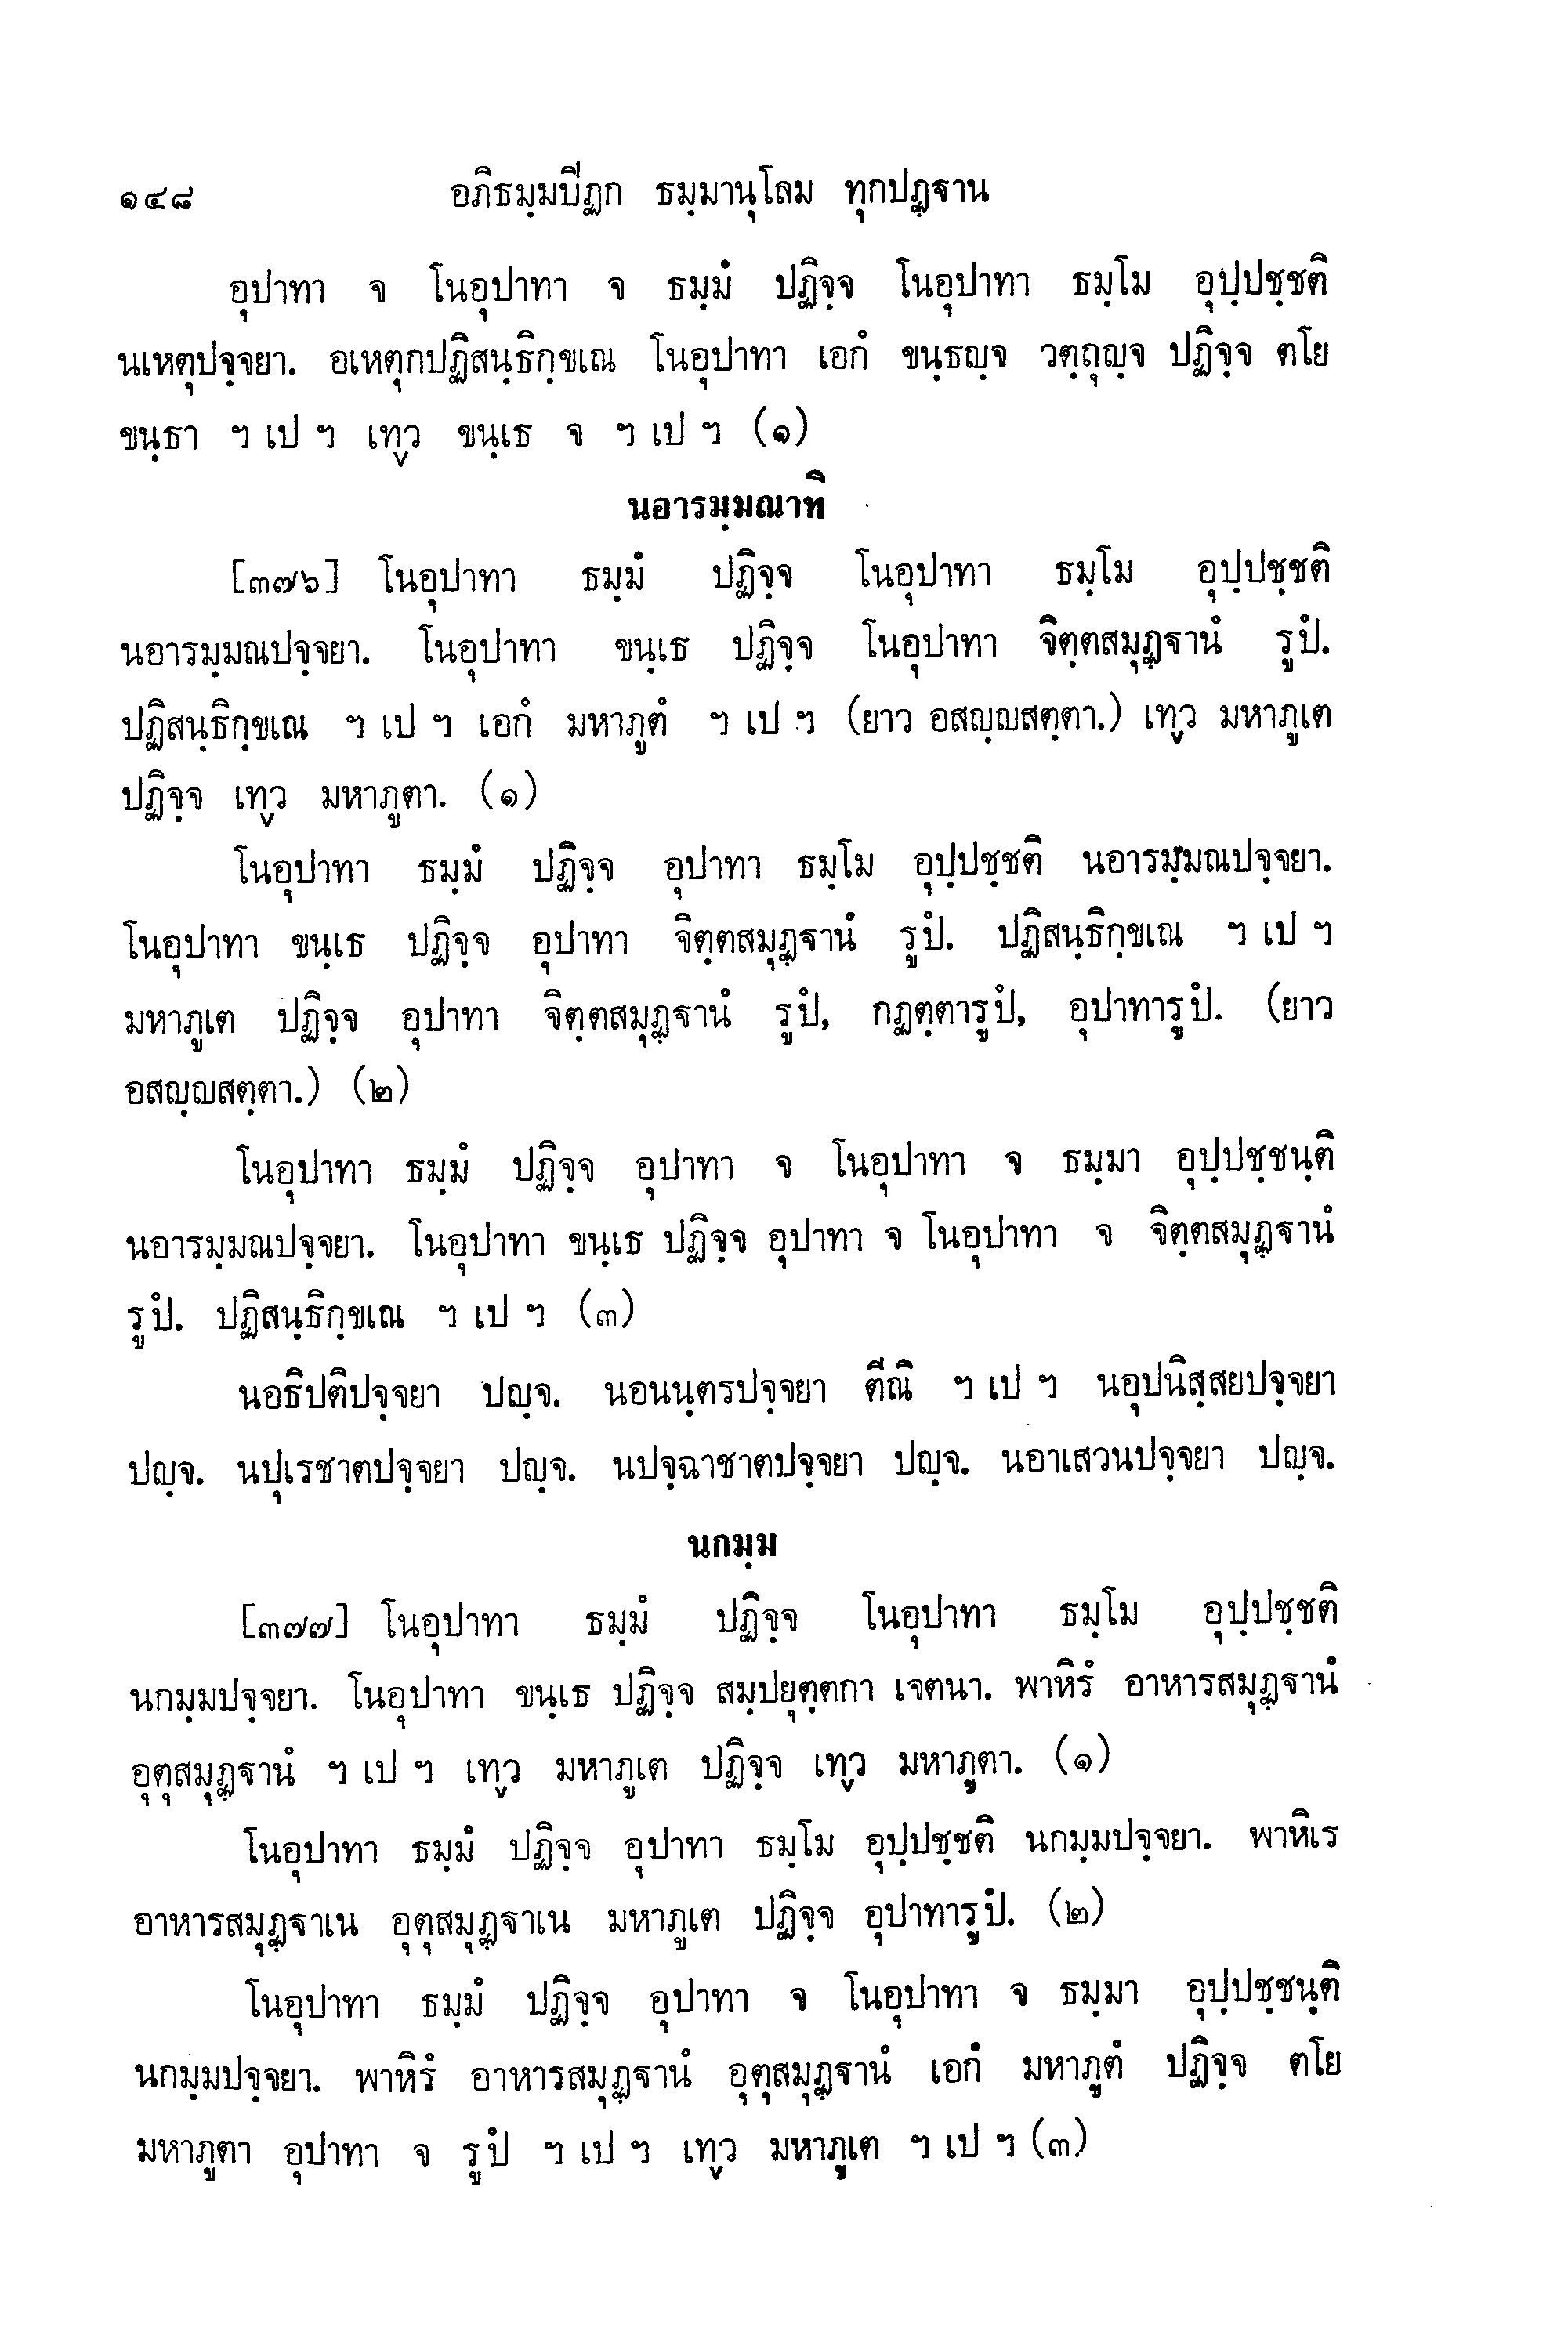 ๑๔๘ อภิธมฺมปีฏก ธมฺมานุโลม ทุกปฏฺฐาน
อุปาทา จ โนอุปาทา จ ธมฺมํ ปฏิจฺจ โนอุปาทา ธมฺโม อุปฺปชฺชติ
นเหตุปจฺจยา. อเหตุกปฏิสนฺธิกฺขเณ โนอุปาทา เอกํ ขนฺธญฺจ วตฺถุญฺจ ปฏิจฺจ ตโย
ขนฺธา ฯ เป ฯ เทฺว ขนฺเธ จ ฯ เป ฯ (๑)
นอารมฺมณาทิ
[๓๗๖] โนอุปาทา ธมฺมํ ปฏิจฺจ โนอุปาทา ธมฺโม อุปฺปชฺชติ
นอารมฺมณปจฺจยา. โนอุปาทา ขนฺเธ ปฏิจฺจ โนอุปาทา จิตฺตสมุฏฺฐานํ รูปํ.
ปฏิสนฺธิกฺขเณ ฯ เป ฯ เอกํ มหาภูตํ ฯ เป ฯ (ยาว อสญฺญสตฺตา.) เทฺว มหาภูเต
ปฏิจฺจ เทฺว มหาภูตา. (๑)
โนอุปาทา ธมฺมํ ปฏิจฺจ อุปาทา ธมฺโม อุปฺปชฺชติ นอารมฺมณปจฺจยา.
โนอุปาทา ขนฺเธ ปฏิจฺจ อุปาทา จิตฺตสมุฏฺฐานํ รูปํ. ปฏิสนฺธิกฺขเณ ฯ เป ฯ
มหาภูเต ปฏิจฺจ อุปาทา จิตฺตสมุฏฺฐานํ รูปํ, กฏตฺตารูปํ, อุปาทารูปํ. (ยาว
อสญฺญสตฺตา.) (๒)
โนอุปาทา ธมฺมํ ปฏิจฺจ อุปาทา จ โนอุปาทา จ ธมฺมา อุปฺปชฺชนฺติ
นอารมฺมณปจฺจยา. โนอุปาทา ขนฺเธ ปฏิจฺจ อุปาทา จ โนอุปาทา จ จิตฺตสมุฏฺฐานํ
รูปํ. ปฏิสนฺธิกฺขเณ ฯ เป ฯ (๓)
นอธิปติปจฺจยา ปญฺจ. นอนนฺตรปจฺจยา ตีณิ ฯ เป ฯ นอุปนิสฺสยปจฺจยา
ปญฺจ. นปุเรชาตปจฺจยา ปญฺจ. นปจฺฉาชาตปจฺจยา ปญฺจ. นอาเสวนปจฺจยา ปญฺจ.
นกมฺม
[๓๗๗] โนอุปาทา ธมฺมํ ปฏิจฺจ โนอุปาทา ธมฺโม อุปฺปชฺชติ
นกมฺมปจฺจยา. โนอุปาทา ขนฺเธ ปฏิจฺจ สมฺปยุตฺตกา เจตนา. พาหิรํ อาหารสมุฏฺฐานํ
อุตุสมุฏฺฐานํ ฯ เป ฯ เทฺว มหาภูเต ปฏิจฺจ เทฺว มหาภูตา. (๑)
โนอุปาทา ธมฺมํ ปฏิจฺจ อุปาทา ธมฺโม อุปฺปชฺชติ นกมฺมปจฺจยา. พาหิเร
อาหารสมุฏฺฐาเน อุตุสมุฏฺฐาเน มหาภูเต ปฏิจฺจ อุปาทารูปํ. (๒)
โนอุปาทา ธมฺมํ ปฏิจฺจ อุปาทา จ โนอุปาทา จ ธมฺมา อุปฺปชฺชนฺติ
นกมฺมปจฺจยา. พาหิรํ อาหารสมุฏฺฐานํ อุตุสมุฏฺฐานํ เอกํ มหาภูตํ ปฏิจฺจ ตโย
มหาภูตา อุปาทา จ รูปํ ฯ เป ฯ เทฺว มหาภูเต ฯ เป ฯ (๓)